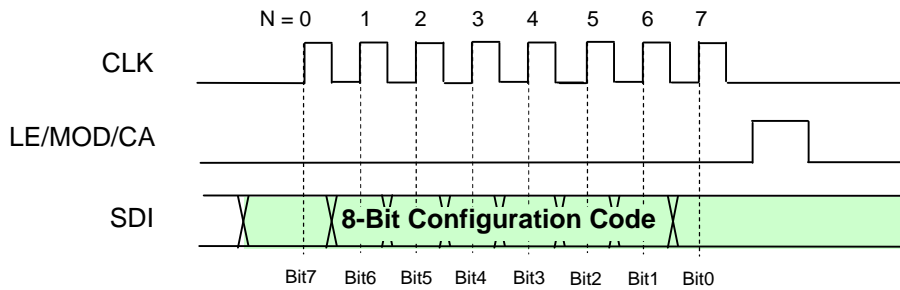 N = 0 1 2 3 4 5 6 7
CLK
LE/MOD/CA
SDI
8-Bit Configuration Code
Bit7 Bit6 Bit5 Bit4 Bit3 Bit2 Bit1 Bit0